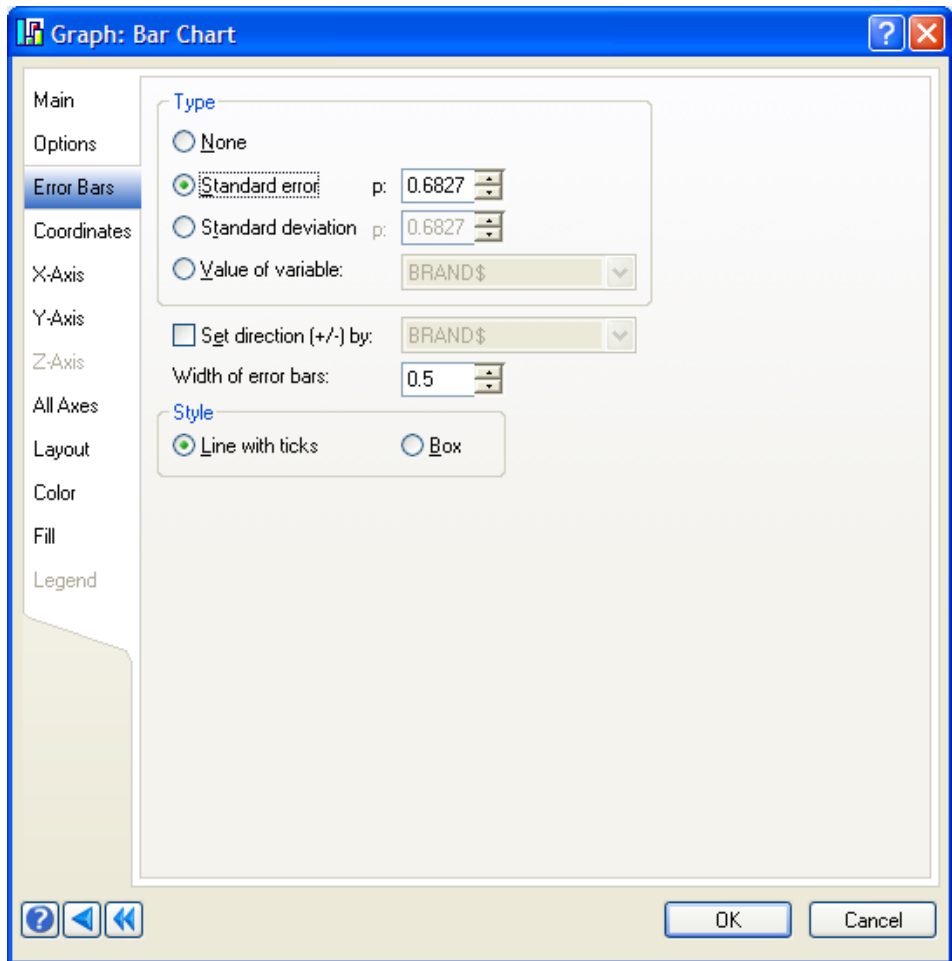 Graph: Bar Chart
Main
Options
Error Bars
Coordinates
X-Axis
Y-Axis
Z-Axis
All Axes
Layout
Color
Fill
Legend
Type
None
Standard error p: 0.6827
Standard deviation p: 0.6827
Value of variable: BRAND$
Set direction (+/-) by: BRAND$
Width of error bars: 0.5
Style
Line with ticks Box
OK Cancel